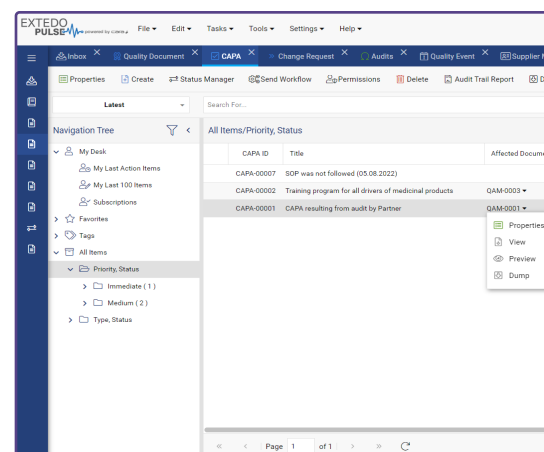 EXTEDO
PULSE powered by
File Edit Tasks Tools Settings Help
Inbox Quality Document CAPA Change Request Audits Quality Event Supplier
Properties Create Status Manager Send Workflow Permissions Delete Audit Trail Report D
Latest Search For...
Navigation Tree All Items/Priority, Status
My Desk
My Last Action Items
My Last 100 Items
Subscriptions
Favorites
Tags
All Items
Priority, Status
Immediate ( 1 )
Medium ( 2 )
Type, Status
CAPA ID Title Affected Docume
CAPA-00007 SOP was not followed (05.08.2022)
CAPA-00002 Training program for all drivers of medicinal products QAM-0003
CAPA-00001 CAPA resulting from audit by Partner QAM-0001
Properties
View
Preview
Dump
Page 1 of 1